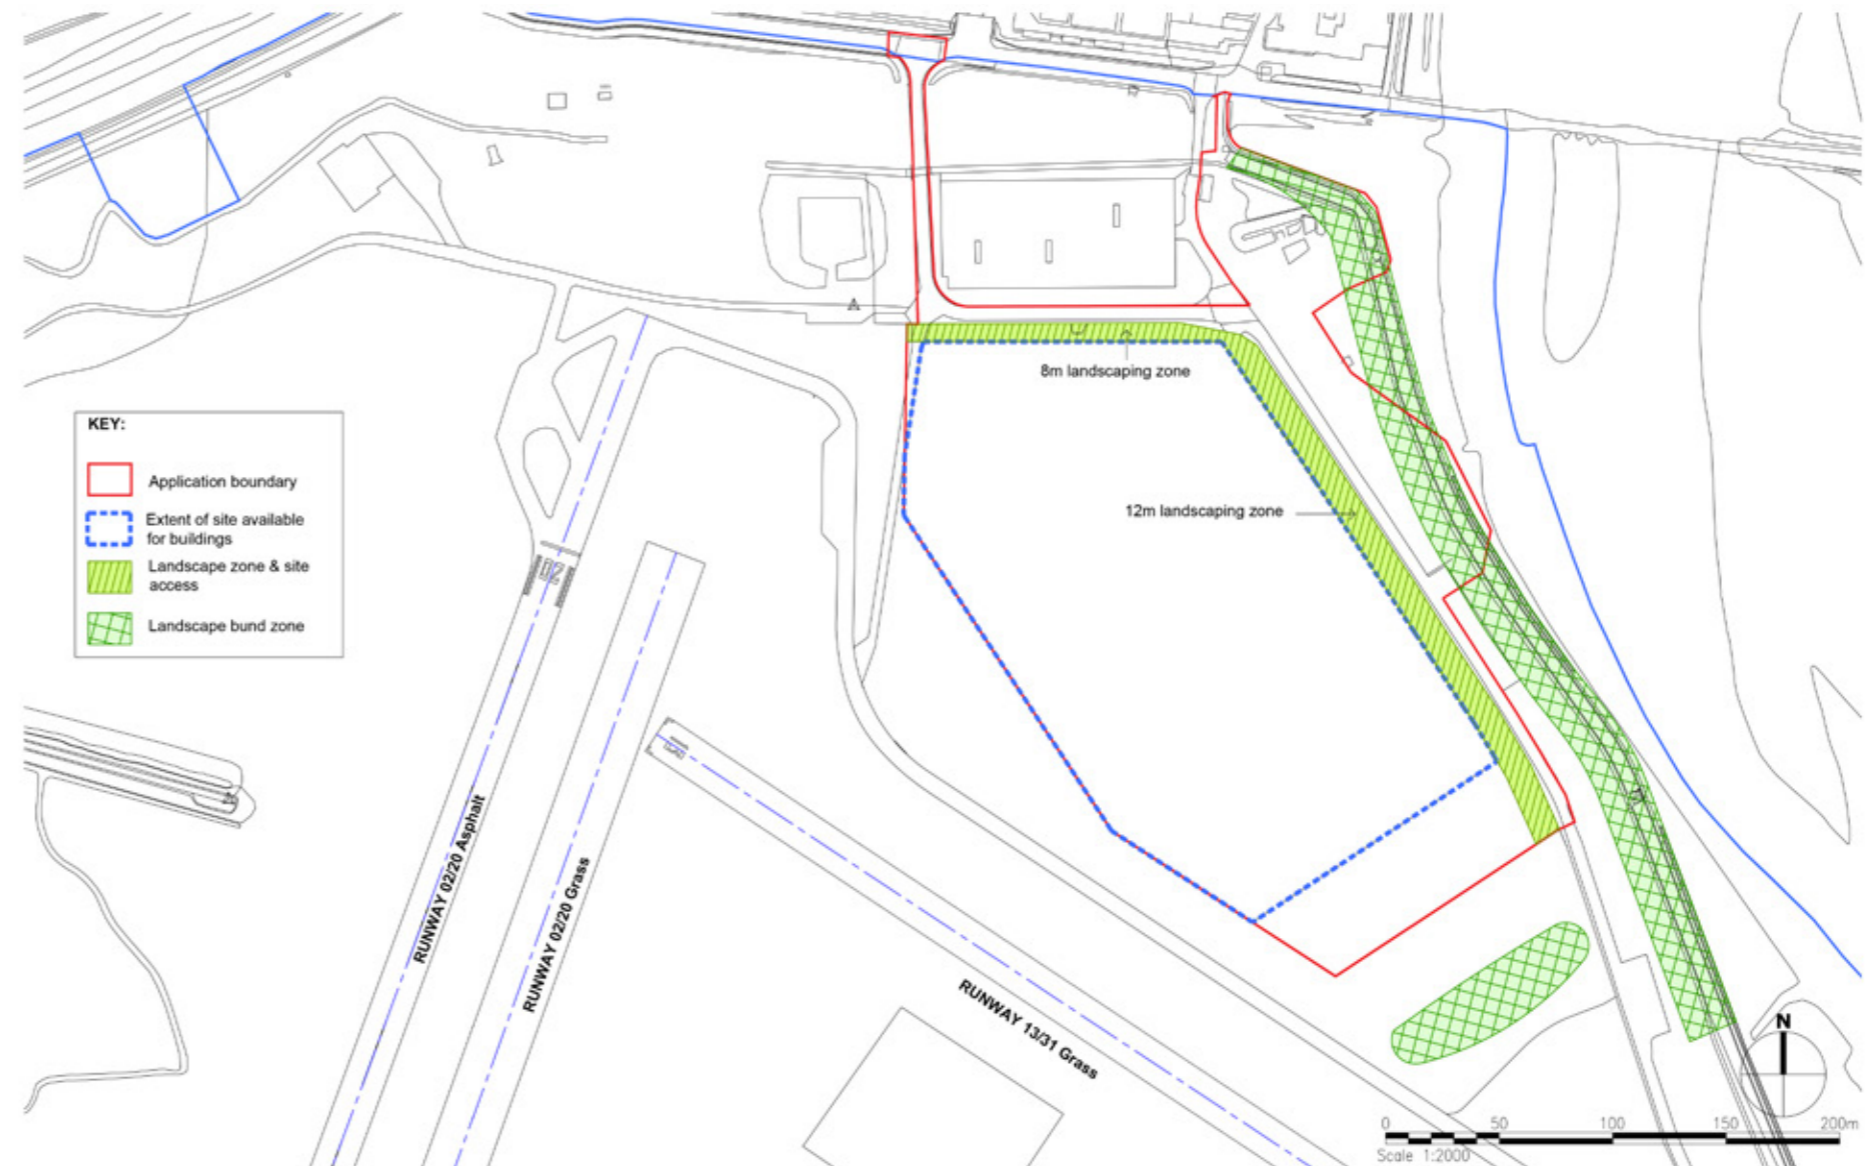 8m landscaping zone
KEY:
Application boundary
Extent of site available
for buildings
Landscape zone & site
access
Landscape bund zone
12m landscaping zone
RUNWAY 02/20 Asphalt
RUNWAY 02/20 Grass
RUNWAY 13/31 Grass
N
0 50 100 150 200m
Scale 1:2000